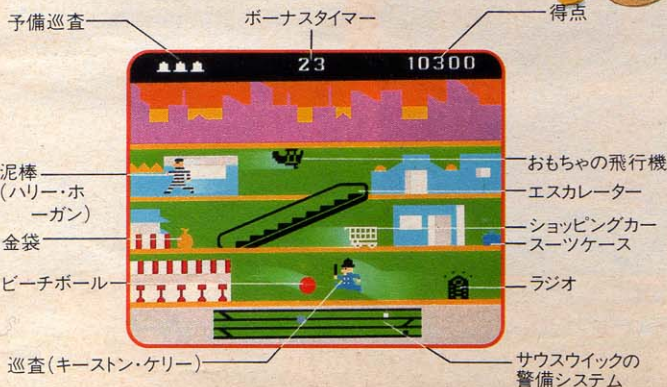 予備巡査
ボーナスタイマー
得点
23
10300
泥棒
(ハリー・ホ
ーガン)
おもちゃの飛行機
エスカレーター
ショッピングカー
金袋
スーツケース
ビーチボール
ラジオ
巡査(キーストン・ケリー)
サウスウイックの
警備システム